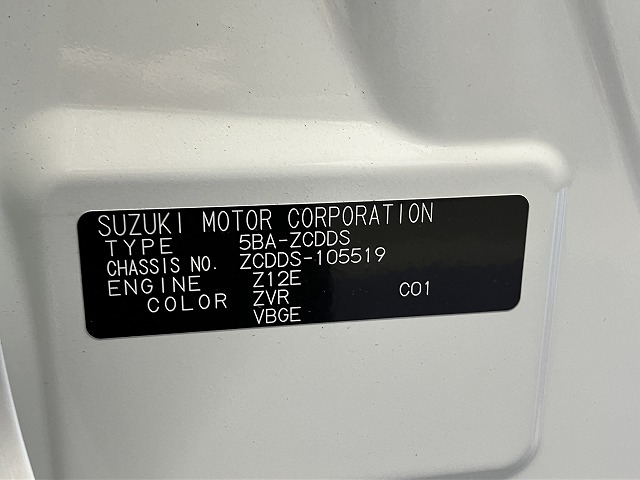 SUZUKI MOTOR CORPORATION
TYPE 5BA-ZCDDS
CHASSIS NO. ZCDDS-105519
ENGINE Z12E
COLOR ZVR C01
VBGE